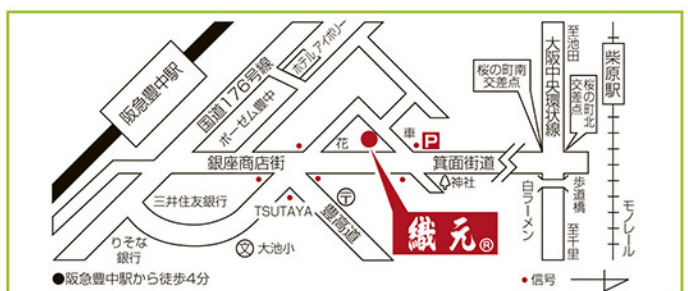 阪急豊中駅
国道176号線
ホテルアイボリー
ボーゼム豊中
銀座商店街
花
車
P
箕面街道
神社
三井住友銀行
TSUTAYA
〒
豊高道
織元®
りそな
銀行
文
大池小
至池田
大阪中央環状線
桜の町南
交差点
桜の町北
交差点
柴原駅
白ラーメン
歩道橋
至千里
モノレール
●阪急豊中駅から徒歩4分
●信号